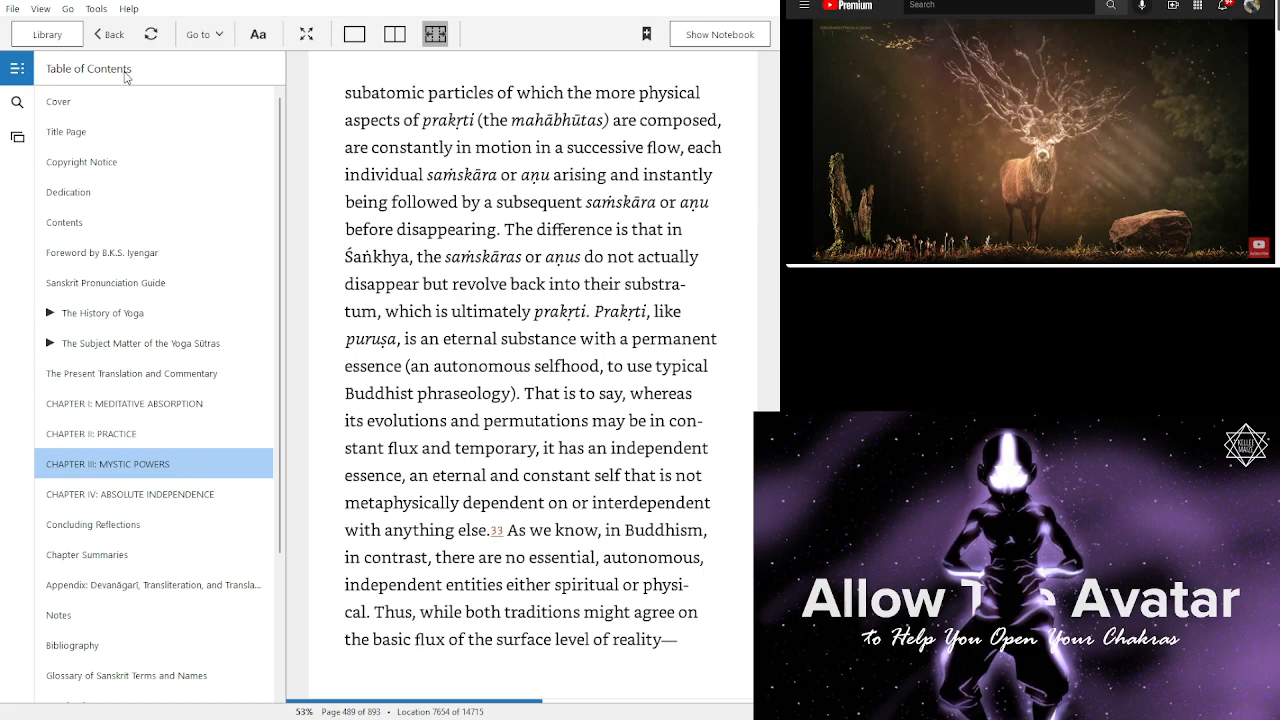 File View Go Tools Help
Library
Back
Go to
Aa
Show Notebook
Table of Contents
Cover
Title Page
Copyright Notice
Dedication
Contents
Foreword by B.K.S. Iyengar
Sanskrit Pronunciation Guide
The History of Yoga
The Subject Matter of the Yoga Sūtras
The Present Translation and Commentary
CHAPTER I: MEDITATIVE ABSORPTION
CHAPTER II: PRACTICE
CHAPTER III: MYSTIC POWERS
CHAPTER IV: ABSOLUTE INDEPENDENCE
Concluding Reflections
Chapter Summaries
Appendix: Devanāgarī, Transliteration, and Transla...
Notes
Bibliography
Glossary of Sanskrit Terms and Names
subatomic particles of which the more physical
aspects of prakṛti (the mahābhūtas) are composed,
are constantly in motion in a successive flow, each
individual saṁskāra or aṇu arising and instantly
being followed by a subsequent saṁskāra or aṇu
before disappearing. The difference is that in
Śaṅkhya, the saṁskāras or aṇus do not actually
disappear but revolve back into their substra-
tum, which is ultimately prakṛti. Prakṛti, like
puruṣa, is an eternal substance with a permanent
essence (an autonomous selfhood, to use typical
Buddhist phraseology). That is to say, whereas
its evolutions and permutations may be in con-
stant flux and temporary, it has an independent
essence, an eternal and constant self that is not
metaphysically dependent on or interdependent
with anything else.33 As we know, in Buddhism,
in contrast, there are no essential, autonomous,
independent entities either spiritual or physi-
cal. Thus, while both traditions might agree on
the basic flux of the surface level of reality—
53% Page 489 of 893 • Location 7654 of 14715
Premium
Search
9+
Allow The Avatar
to Help You Open Your Chakras